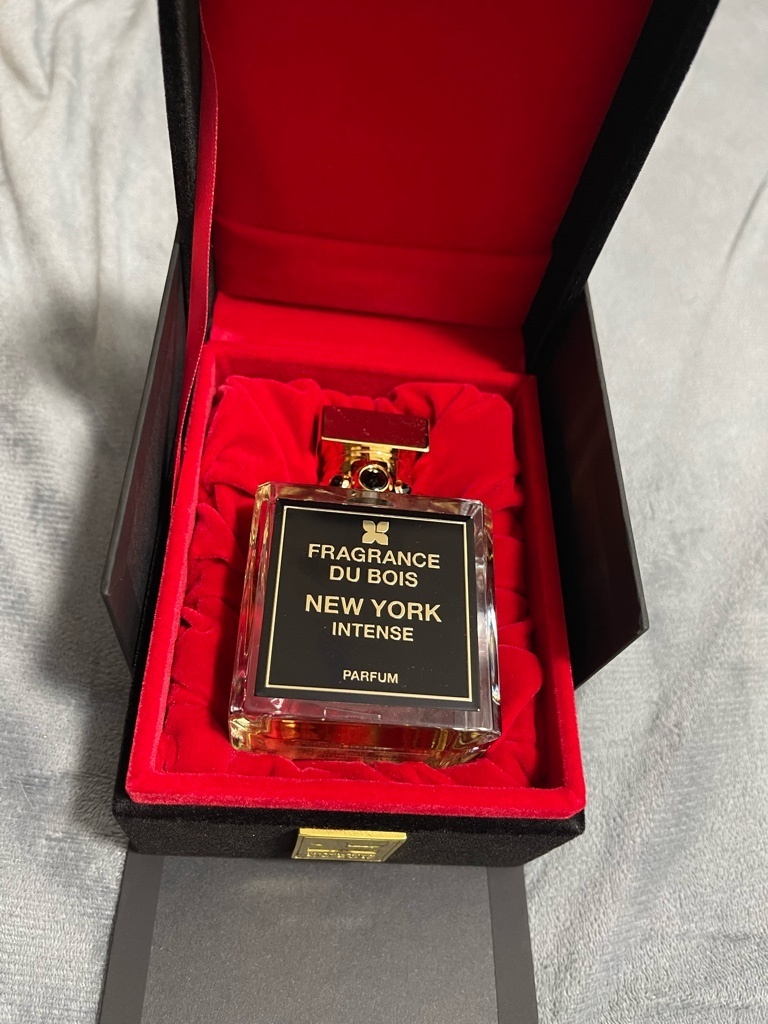 FRAGRANCE
DU BOIS
NEW YORK
INTENSE
PARFUM